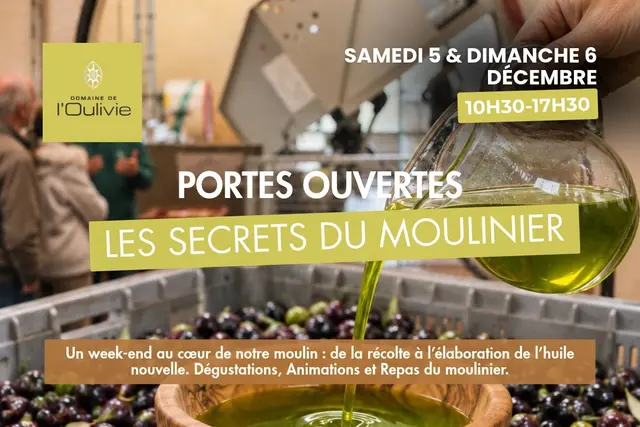 DOMAINE DE
l'Oulivie
SAMEDI 5 & DIMANCHE 6
DÉCEMBRE
10H30-17H30
PORTES OUVERTES
LES SECRETS DU MOULINIER
Un week-end au cœur de notre moulin : de la récolte à l'élaboration de l'huile
nouvelle. Dégustations, Animations et Repas du moulinier.